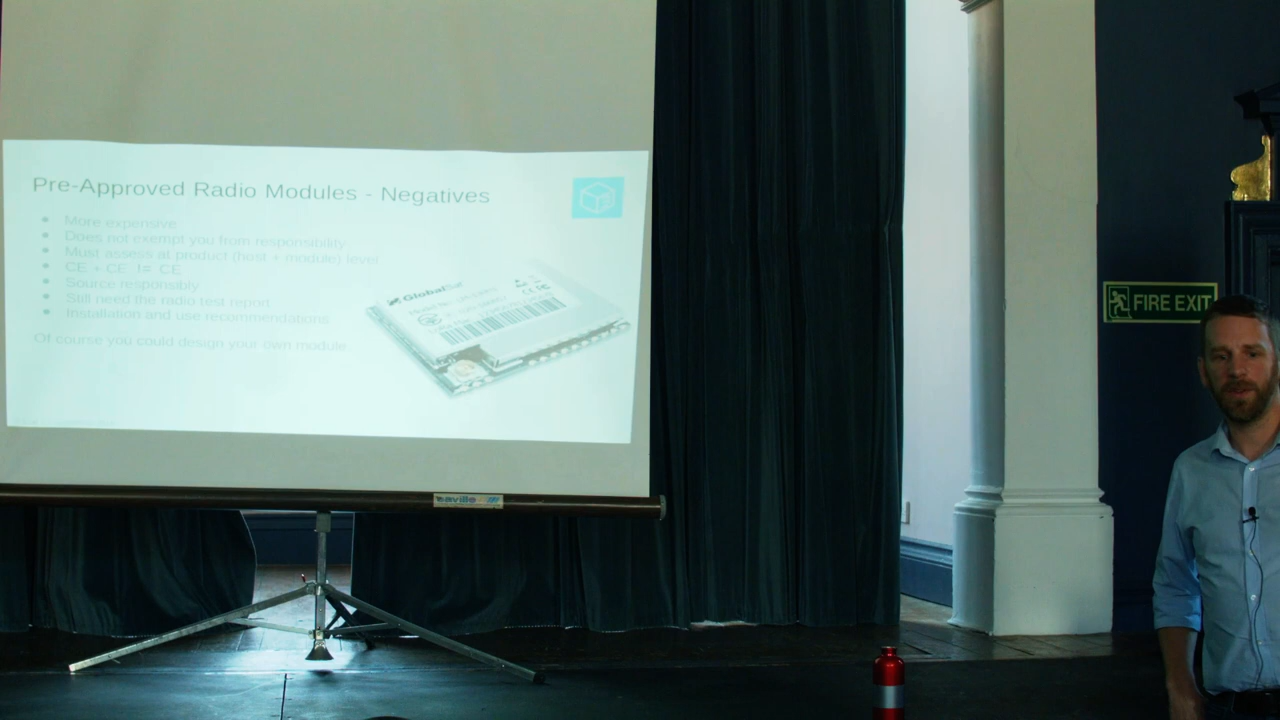 Pre-Approved Radio Modules - Negatives
More expensive
Does not exempt you from responsibility
Must assess at product (host + module) level
CE + CE != CE
Source responsibly
Still need the radio test report
Installation and use recommendations
Of course you could design your own module
GlobalSat
FIRE EXIT